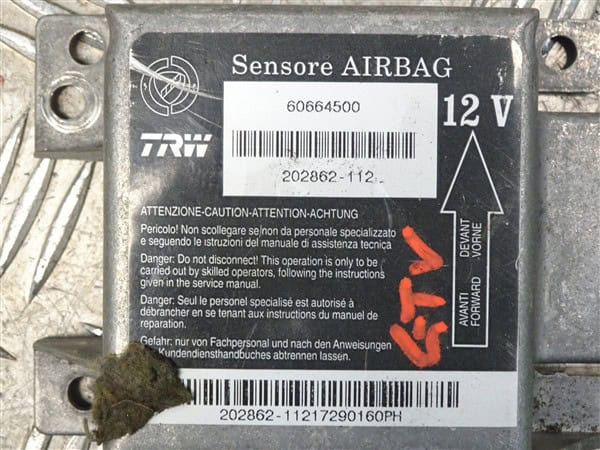 Sensore AIRBAG
60664500
12 V
TRW
202862-112
ATTENZIONE-CAUTION-ATTENTION-ACHTUNG
Pericolo! Non scollegare se non da personale specializzato
e seguendo le istruzioni del manuale di assistenza tecnica
Danger: Do not disconnect! This operation is only to be
carried out by skilled operators, following the instructions
given in the service manual.
Danger: Seul le personel specialisé est autorisé à
débrancher en se tenant aux instructions du manuel de
reparation.
Gefahr: nur von Fachpersonal und nach den Anweisungen
Kundendiensthandbuches abtrennen lassen.
AVANTI DEVANT
FORWARD VORNE
GTV
202862-11217290160PH